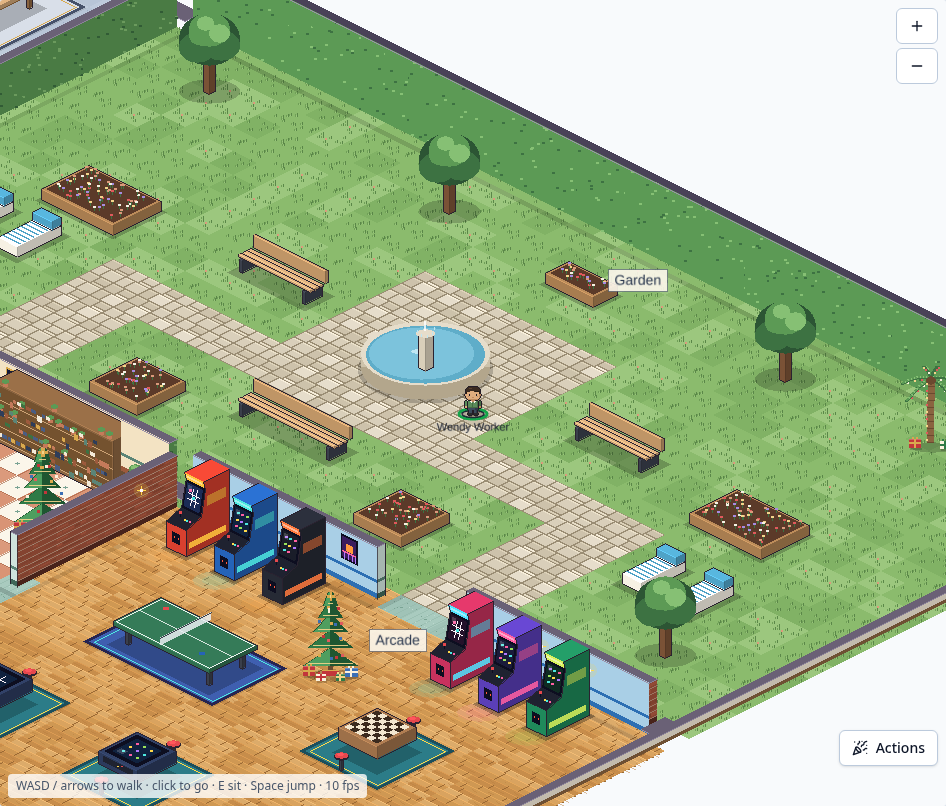 +
−
Garden
Wendy Worker
Arcade
Actions
WASD / arrows to walk · click to go · E sit · Space jump · 10 fps